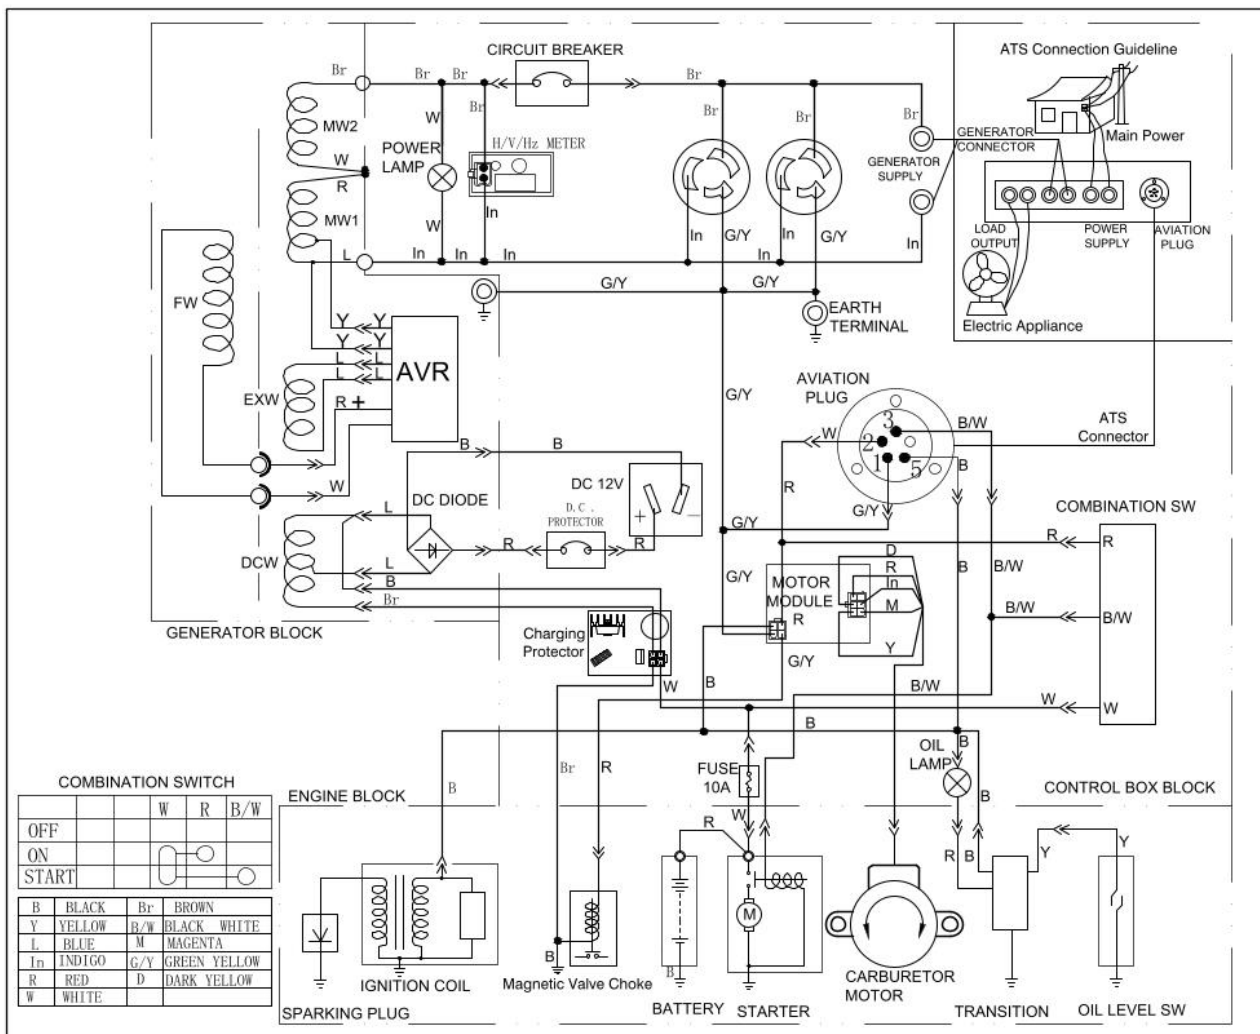 CIRCUIT BREAKER
ATS Connection Guideline
Br
Br
Br
Br
Br
Br
Br
Br
MW2
W
POWER
LAMP
H/V/Hz METER
GENERATOR
CONNECTOR
Main Power
GENERATOR
SUPPLY
W
R
MW1
In
W
In
G/Y
In
G/Y
In
LOAD
OUTPUT
POWER
SUPPLY
AVIATION
PLUG
L
In
In
In
G/Y
G/Y
FW
EARTH
TERMINAL
Electric Appliance
Y
Y
Y
Y
L
L
L
L
AVR
EXW
R +
AVIATION
PLUG
G/Y
W
3
2
1
5
B/W
ATS
Connector
B
B
B
R
W
DC DIODE
DC 12V
+
−
D.C.
PROTECTOR
G/Y
G/Y
COMBINATION SW
L
R
R
R
R
DCW
L
B
Br
G/Y
MOTOR
MODULE
R
D
R
In
M
Y
B
B/W
B/W
B/W
GENERATOR BLOCK
Charging
Protector
W
B
G/Y
B/W
W
W
B
Br
R
FUSE
10A
OIL
LAMP
B
COMBINATION SWITCH
ENGINE BLOCK
B
B
CONTROL BOX BLOCK
W R B/W
OFF
ON
START
W
R
R
B
Y
Y
B BLACK Br BROWN
Y YELLOW B/W BLACK WHITE
L BLUE M MAGENTA
In INDIGO G/Y GREEN YELLOW
R RED D DARK YELLOW
W WHITE
M
B
B
IGNITION COIL
Magnetic Valve Choke
CARBURETOR
MOTOR
SPARKING PLUG
BATTERY
STARTER
TRANSITION
OIL LEVEL SW